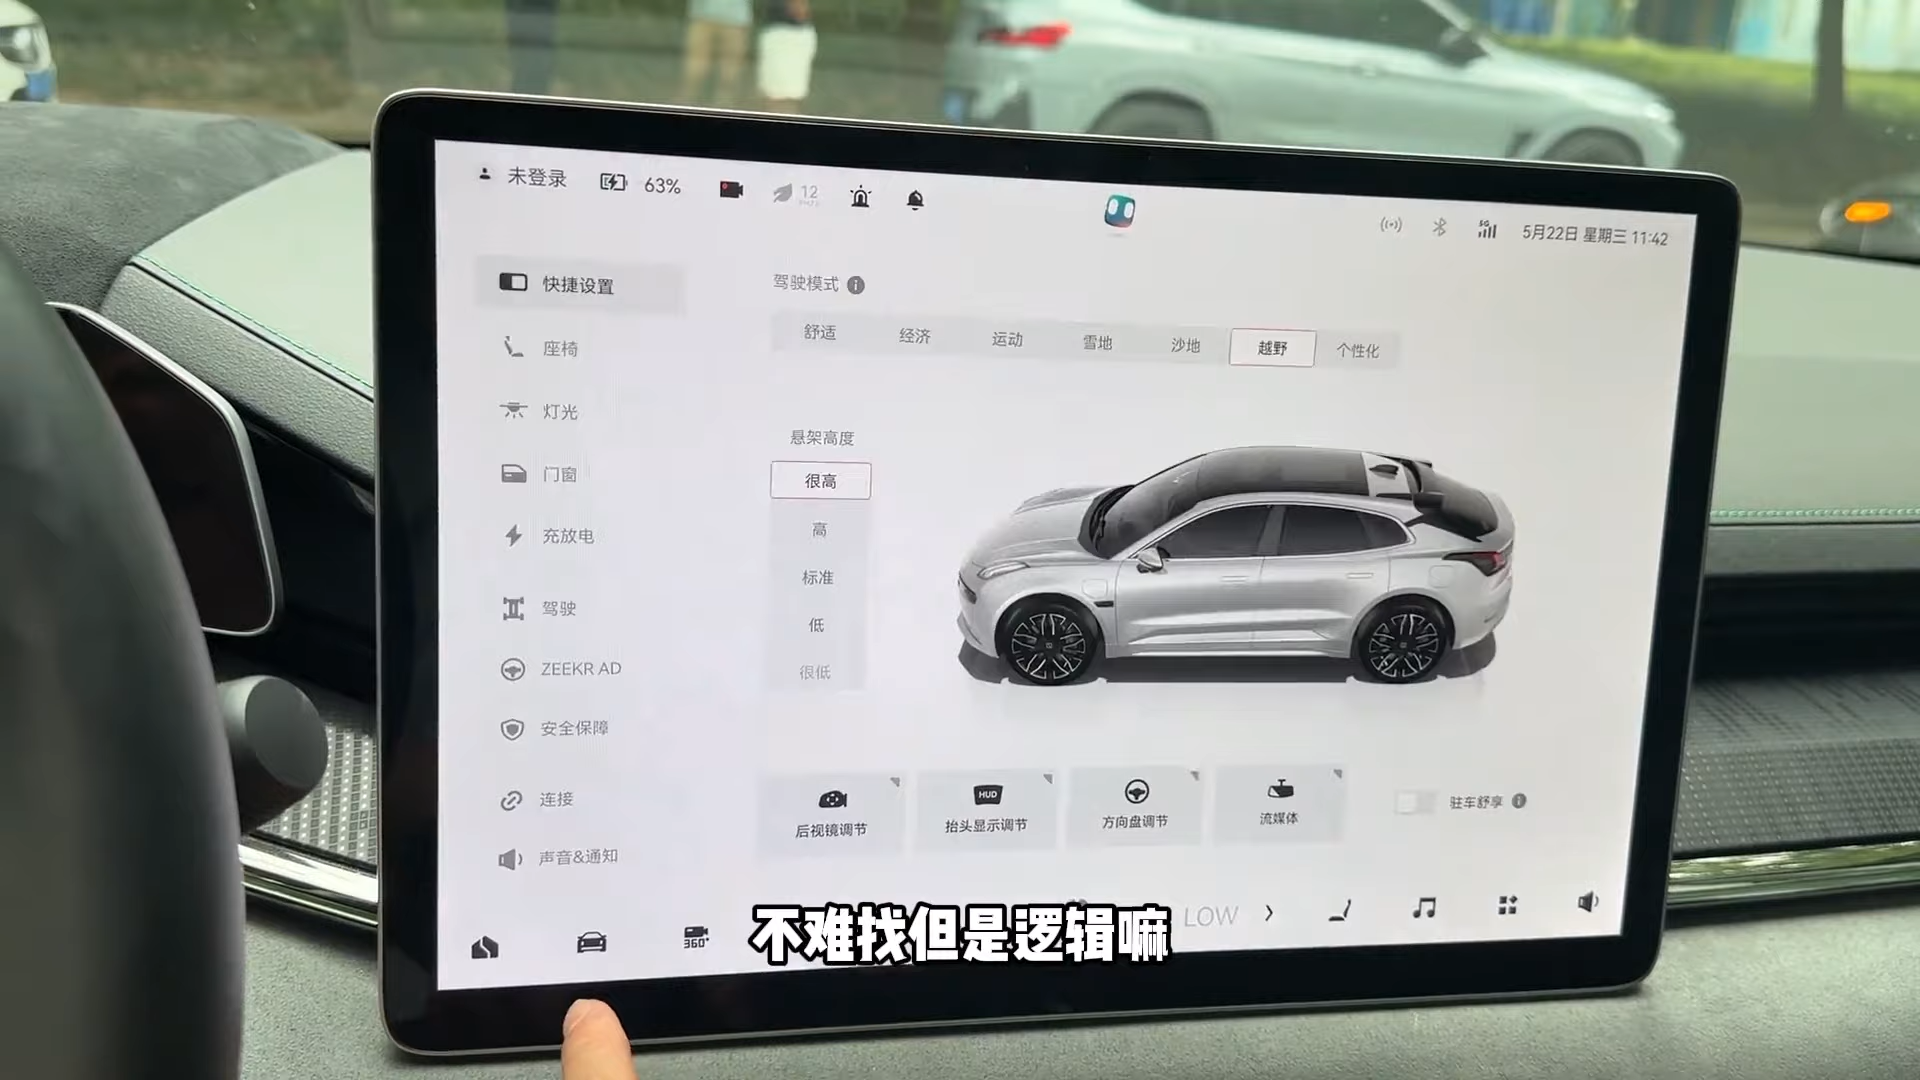 未登录 63% 12
5G 5月22日 星期三 11:42
快捷设置
座椅
灯光
门窗
充放电
驾驶
ZEEKR AD
安全保障
连接
声音&通知
驾驶模式
舒适 经济 运动 雪地 沙地 越野 个性化
悬架高度
很高
高
标准
低
很低
后视镜调节
HUD
抬头显示调节
方向盘调节
流媒体
驻车舒享
360°
LOW
不难找但是逻辑嘛